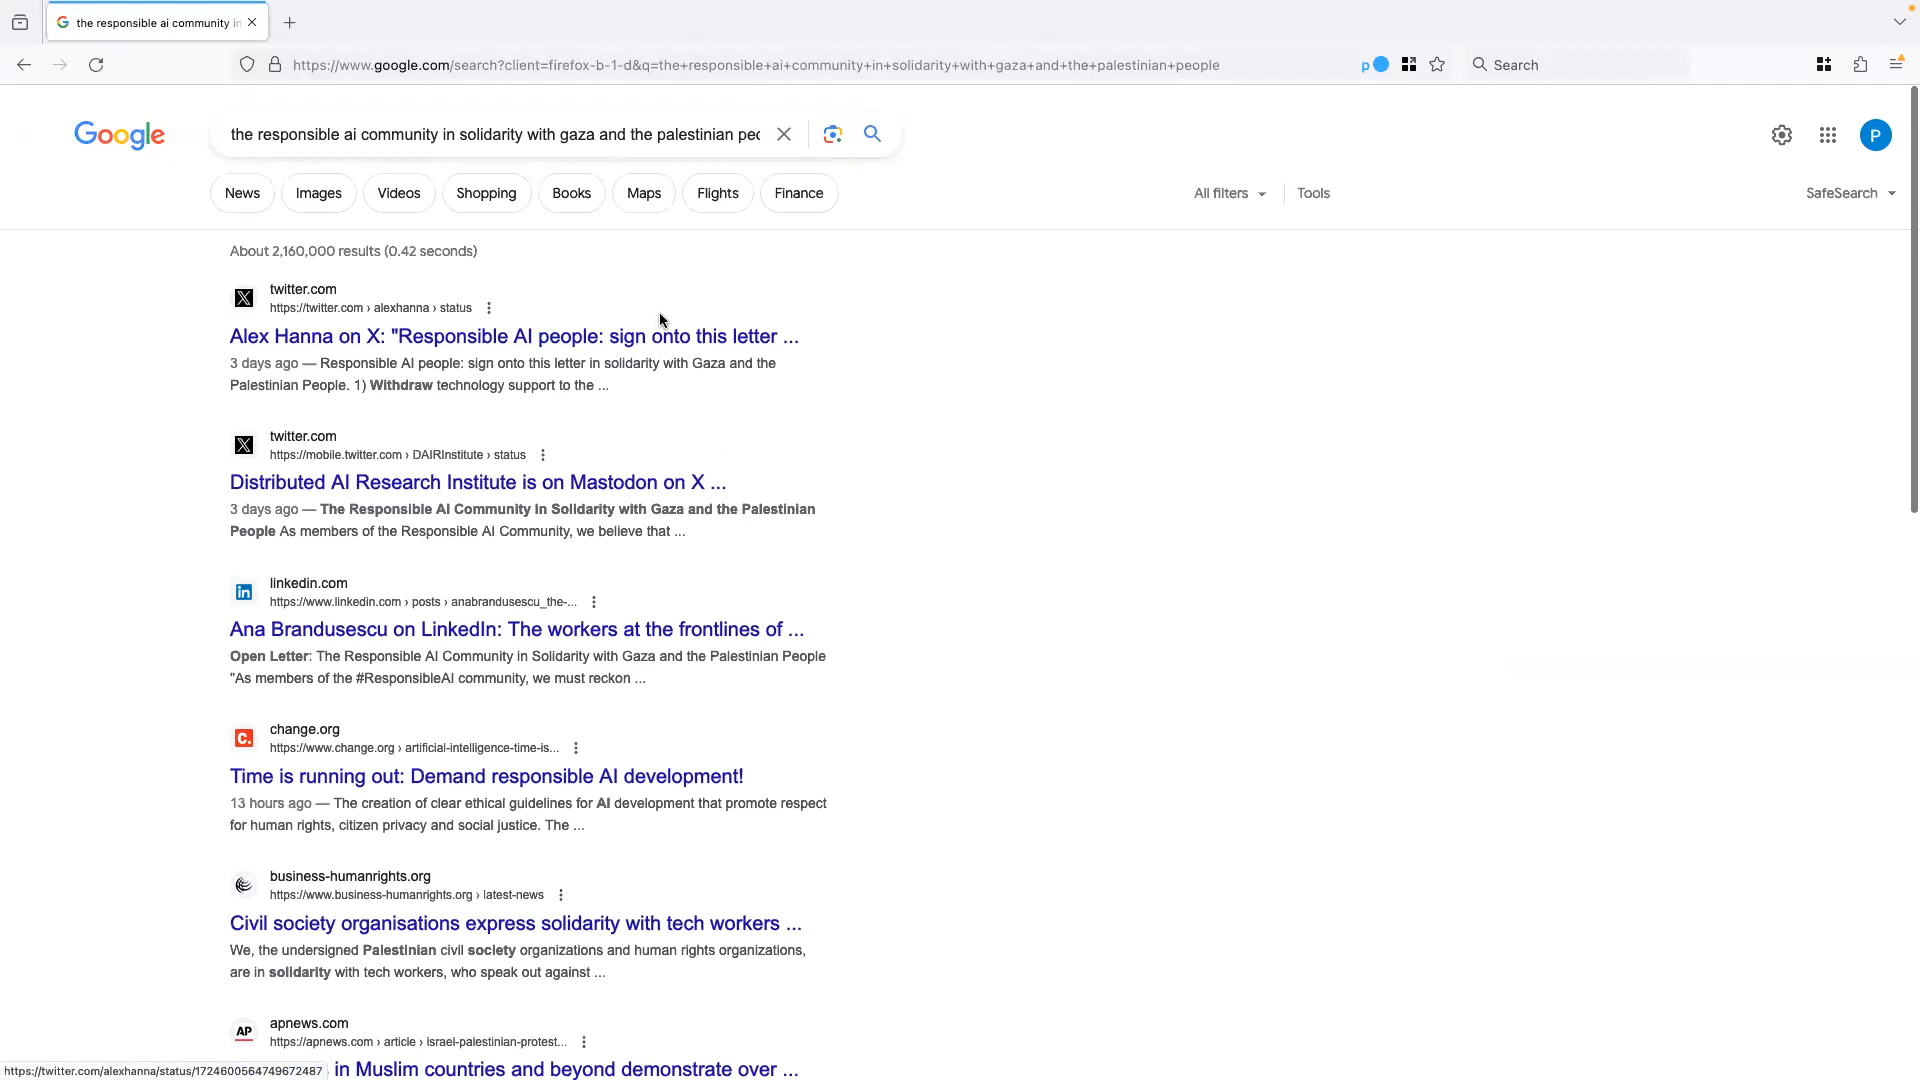 the responsible ai community in
https://www.google.com/search?client=firefox-b-1-d&q=the+responsible+ai+community+in+solidarity+with+gaza+and+the+palestinian+people
p
Search
Google
the responsible ai community in solidarity with gaza and the palestinian peo
P
News
Images
Videos
Shopping
Books
Maps
Flights
Finance
All filters
Tools
SafeSearch
About 2,160,000 results (0.42 seconds)
twitter.com
https://twitter.com › alexhanna › status
Alex Hanna on X: "Responsible AI people: sign onto this letter ...
3 days ago — Responsible AI people: sign onto this letter in solidarity with Gaza and the
Palestinian People. 1) Withdraw technology support to the ...
twitter.com
https://mobile.twitter.com › DAIRInstitute › status
Distributed AI Research Institute is on Mastodon on X ...
3 days ago — The Responsible AI Community in Solidarity with Gaza and the Palestinian
People As members of the Responsible AI Community, we believe that ...
in
linkedin.com
https://www.linkedin.com › posts › anabrandusescu_the-...
Ana Brandusescu on LinkedIn: The workers at the frontlines of ...
Open Letter: The Responsible AI Community in Solidarity with Gaza and the Palestinian People
"As members of the #ResponsibleAI community, we must reckon ...
C.
change.org
https://www.change.org › artificial-intelligence-time-is...
Time is running out: Demand responsible AI development!
13 hours ago — The creation of clear ethical guidelines for AI development that promote respect
for human rights, citizen privacy and social justice. The ...
business-humanrights.org
https://www.business-humanrights.org › latest-news
Civil society organisations express solidarity with tech workers ...
We, the undersigned Palestinian civil society organizations and human rights organizations,
are in solidarity with tech workers, who speak out against ...
AP
apnews.com
https://apnews.com › article › israel-palestinian-protest...
in Muslim countries and beyond demonstrate over ...
https://twitter.com/alexhanna/status/1724600564749672487